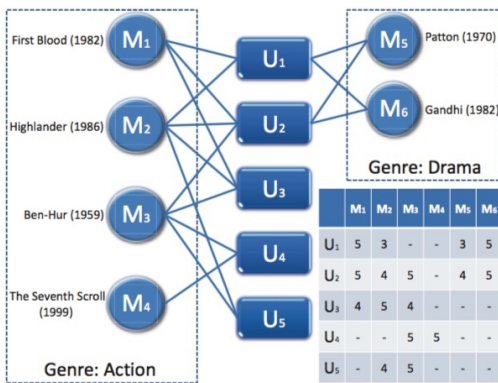 First Blood (1982)
M1
Highlander (1986)
M2
Ben-Hur (1959)
M3
The Seventh Scroll
(1999)
M4
Genre: Action
U1
U2
U3
U4
U5
M5
Patton (1970)
M6
Gandhi (1982)
Genre: Drama
M1 M2 M3 M4 M5 M6
U1 5 3 - - 3 5
U2 5 4 5 - 4 5
U3 4 5 4 - - -
U4 - - 5 5 - -
U5 - 4 5 - - -